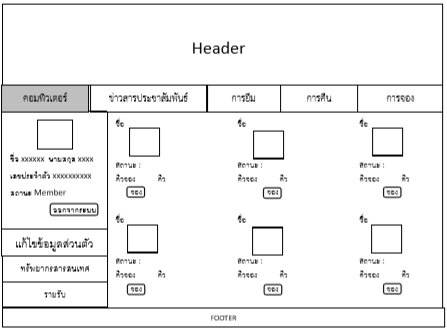 Header
คอมพิวเตอร์ ข่าวสารประชาสัมพันธ์ การยืม การคืน การจอง
ชื่อ xxxxxx นามสกุล xxxx
เลขประจำตัว xxxxxxxxxx
สถานะ Member
ออกจากระบบ
แก้ไขข้อมูลส่วนตัว
ทรัพยากรสารสนเทศ
รายรับ
ชื่อ ชื่อ ชื่อ
สถานะ : สถานะ : สถานะ :
คิวจอง คิว คิวจอง คิว คิวจอง คิว
จอง จอง จอง
ชื่อ ชื่อ ชื่อ
สถานะ : สถานะ : สถานะ :
คิวจอง คิว คิวจอง คิว คิวจอง คิว
จอง จอง จอง
FOOTER